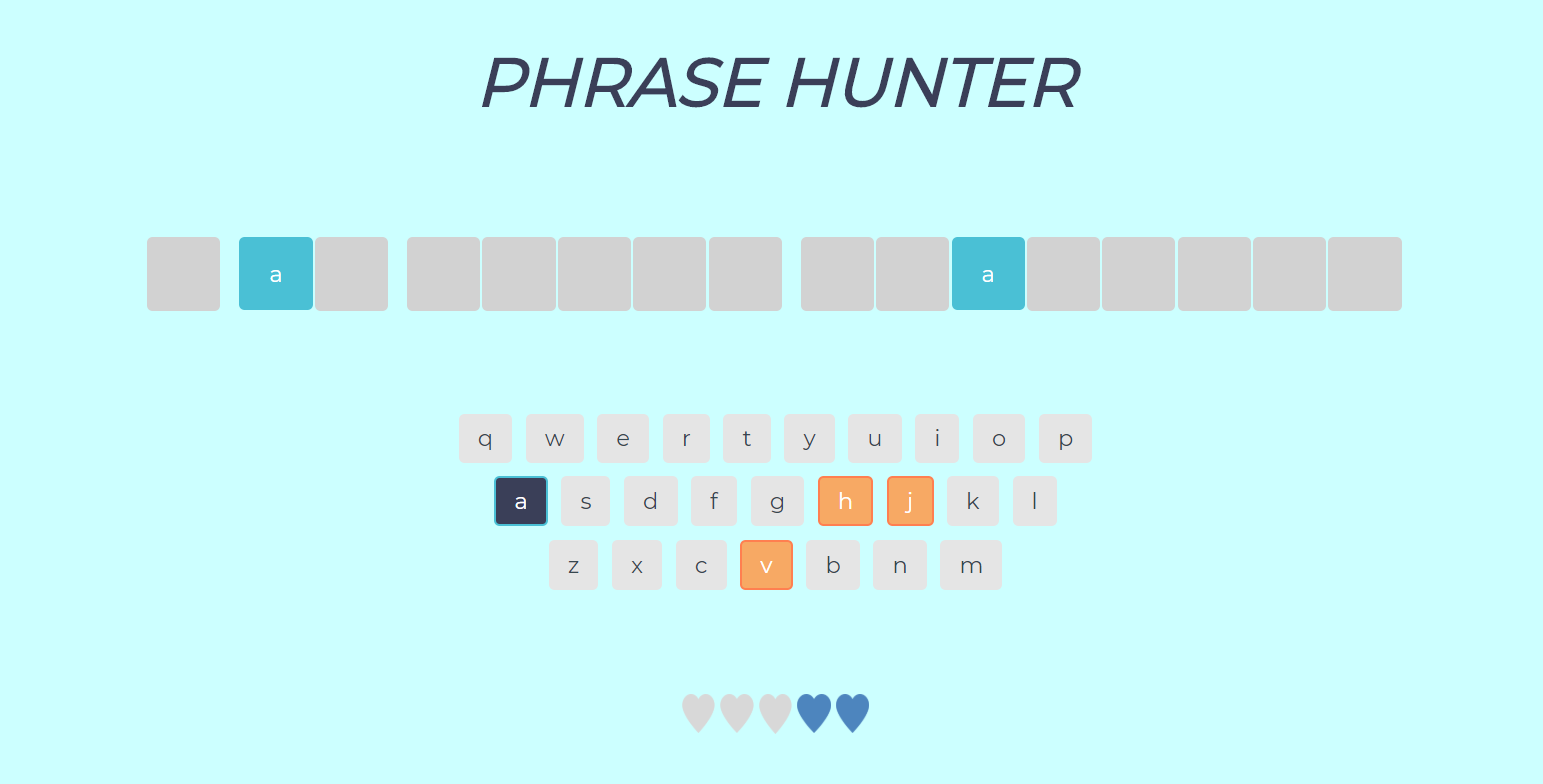 PHRASE HUNTER
a a
q w e r t y u i o p
a s d f g h j k l
z x c v b n m